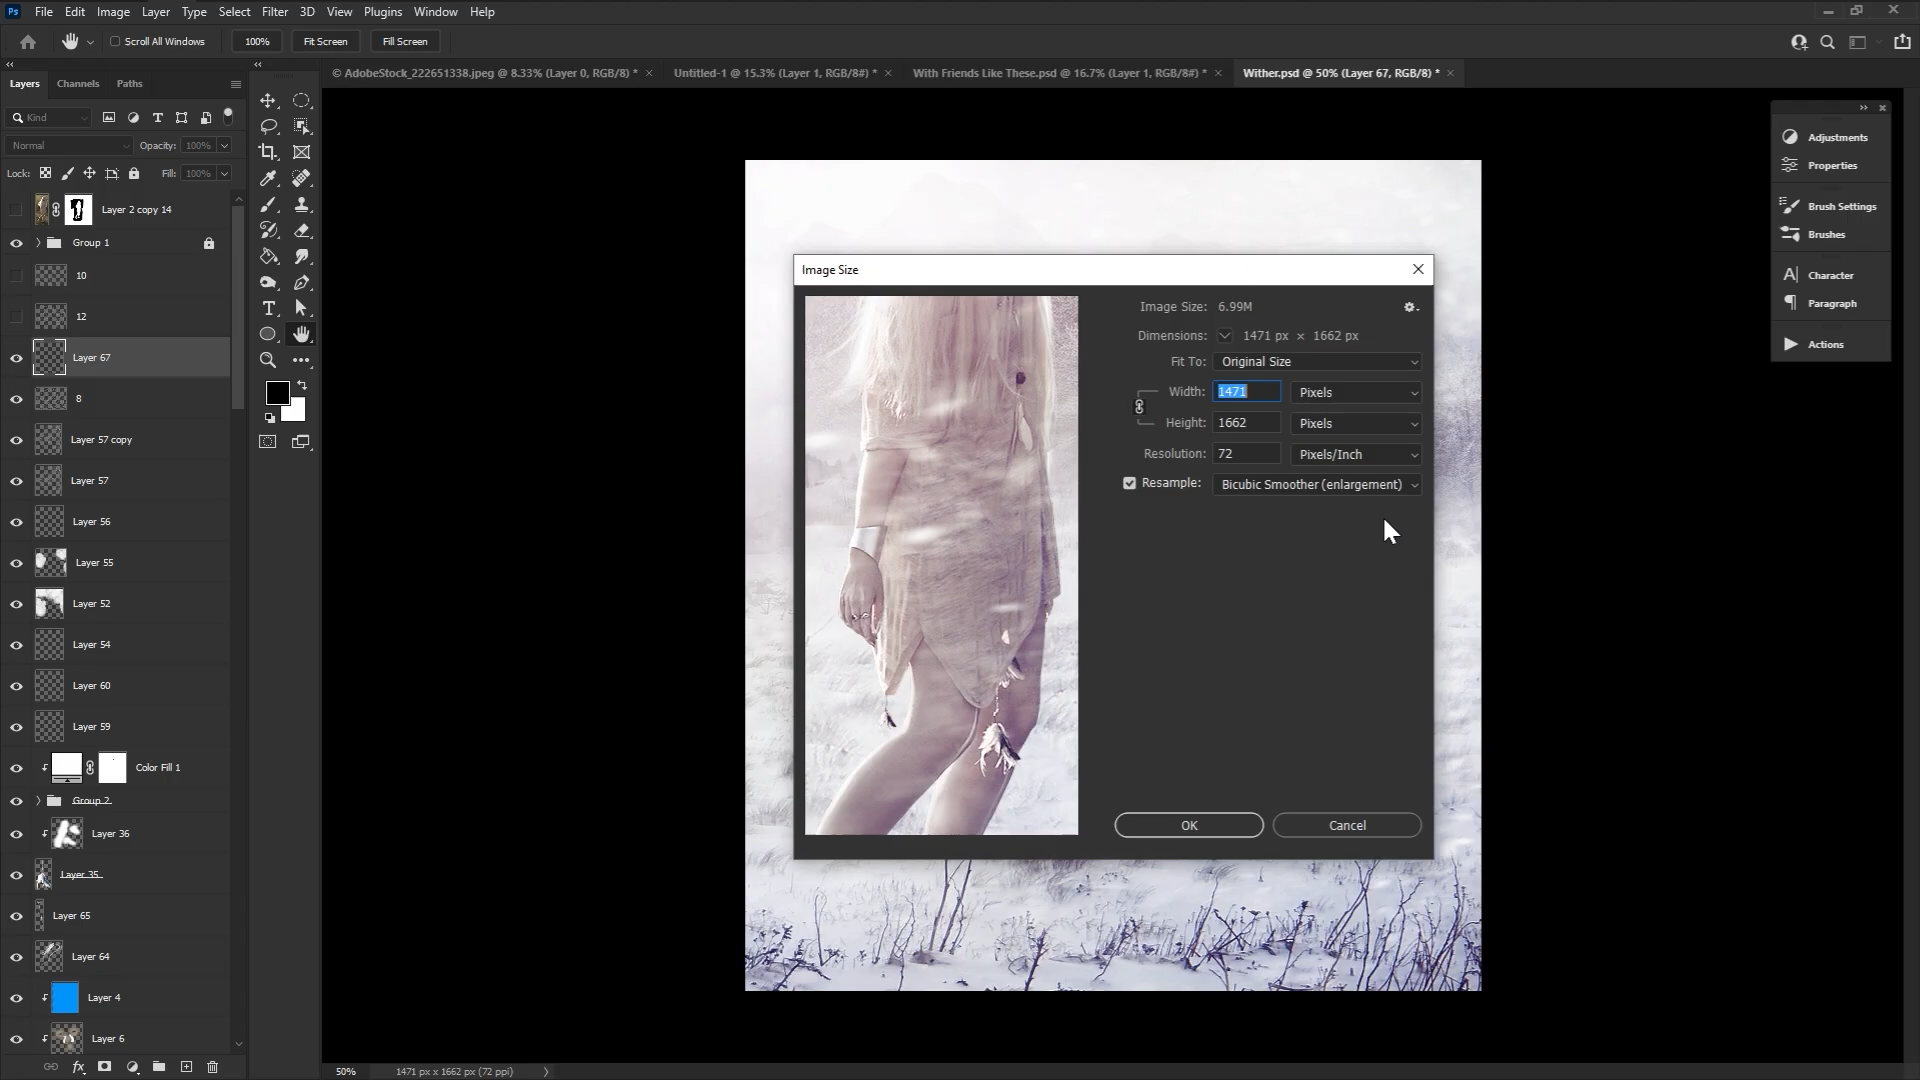 Ps File Edit Image Layer Type Select Filter 3D View Plugins Window Help
Scroll All Windows 100% Fit Screen Fill Screen
Layers Channels Paths
© AdobeStock_222651338.jpeg @ 8.33% (Layer 0, RGB/8) * Untitled-1 @ 15.3% (Layer 1, RGB/8#) * With Friends Like These.psd @ 16.7% (Layer 1, RGB/8#) * Wither.psd @ 50% (Layer 67, RGB/8) *
Kind
Normal Opacity: 100%
Lock: Fill: 100%
Layer 2 copy 14
Group 1
10
12
Layer 67
8
Layer 57 copy
Layer 57
Layer 56
Layer 55
Layer 52
Layer 54
Layer 60
Layer 59
Color Fill 1
Group 2
Layer 36
Layer 35
Layer 65
Layer 64
Layer 4
Layer 6
fx
Image Size
Image Size: 6.99M
Dimensions: 1471 px × 1662 px
Fit To: Original Size
Width: 1471 Pixels
Height: 1662 Pixels
Resolution: 72 Pixels/Inch
Resample: Bicubic Smoother (enlargement)
OK Cancel
Adjustments
Properties
Brush Settings
Brushes
Character
Paragraph
Actions
50% 1471 px x 1662 px (72 ppi)